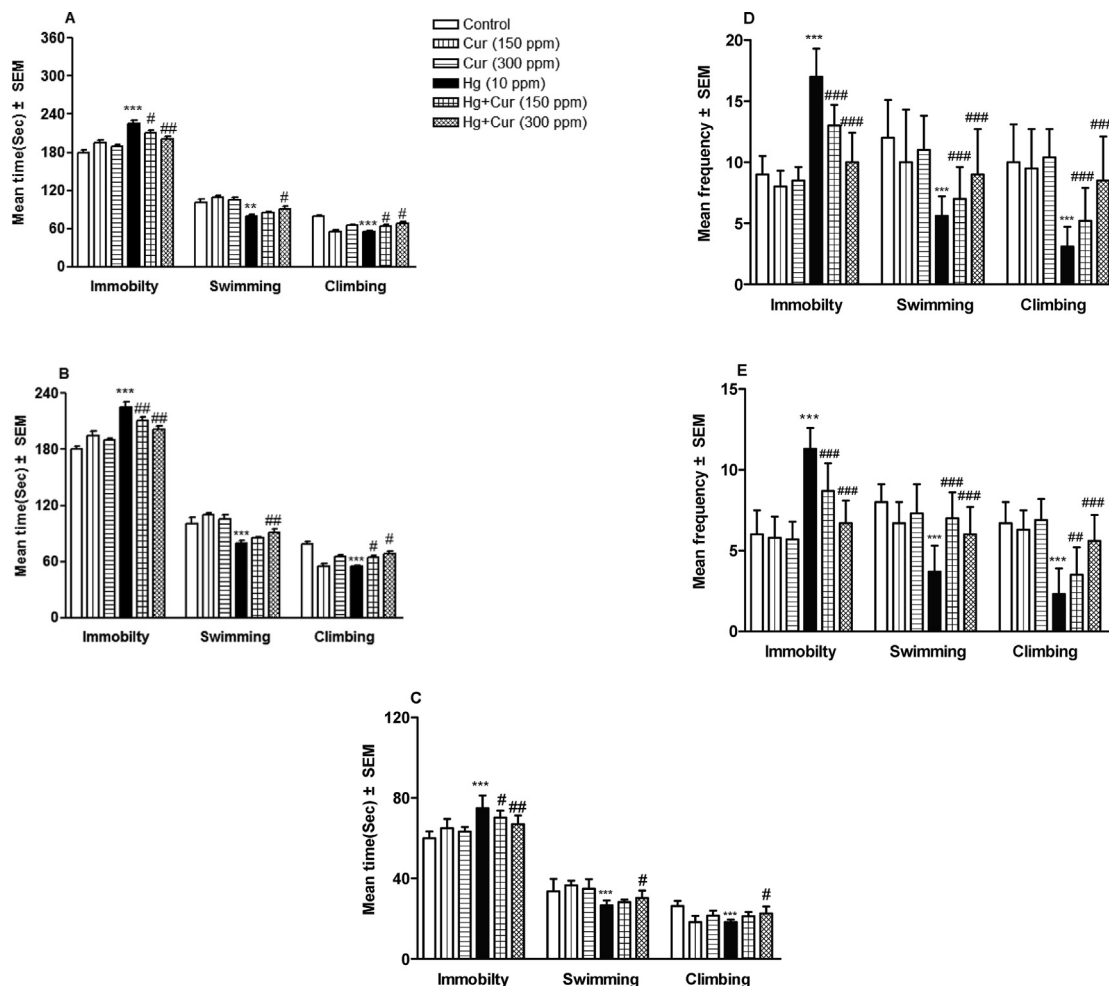 A
Mean time(Sec) ± SEM
360
300
240
180
120
60
0
***
#
##
**
#
***
#
#
Immobilty
Swimming
Climbing
Control
Cur (150 ppm)
Cur (300 ppm)
Hg (10 ppm)
Hg+Cur (150 ppm)
Hg+Cur (300 ppm)
D
Mean frequency ± SEM
20
15
10
5
0
***
###
###
***
###
###
***
###
###
Immobilty
Swimming
Climbing
B
Mean time(Sec) ± SEM
240
180
120
60
0
***
##
##
***
##
***
#
#
Immobilty
Swimming
Climbing
E
Mean frequency ± SEM
15
10
5
0
***
###
###
***
###
###
***
##
###
Immobilty
Swimming
Climbing
C
Mean time(Sec) ± SEM
120
80
40
0
***
#
##
***
#
***
#
Immobilty
Swimming
Climbing